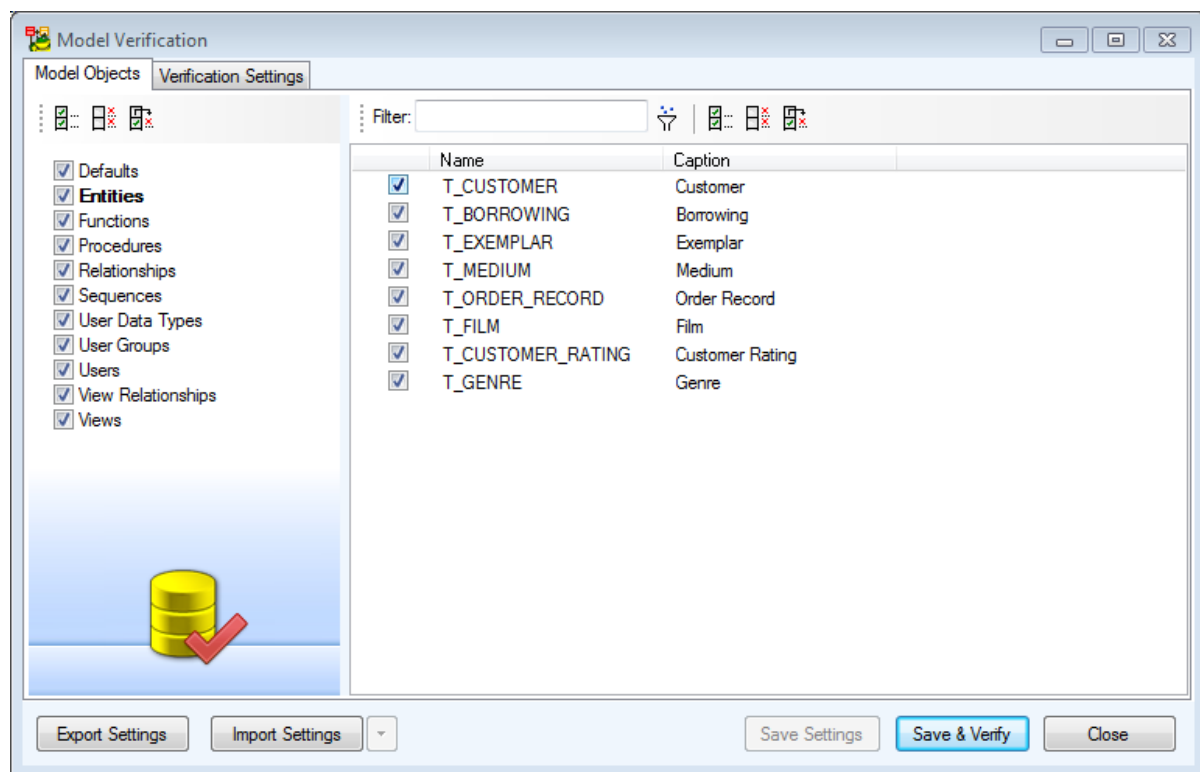 Model Verification
Model Objects
Verification Settings
Filter:
Defaults
Entities
Functions
Procedures
Relationships
Sequences
User Data Types
User Groups
Users
View Relationships
Views
Name Caption
T_CUSTOMER Customer
T_BORROWING Borrowing
T_EXEMPLAR Exemplar
T_MEDIUM Medium
T_ORDER_RECORD Order Record
T_FILM Film
T_CUSTOMER_RATING Customer Rating
T_GENRE Genre
Export Settings
Import Settings
Save Settings
Save & Verify
Close